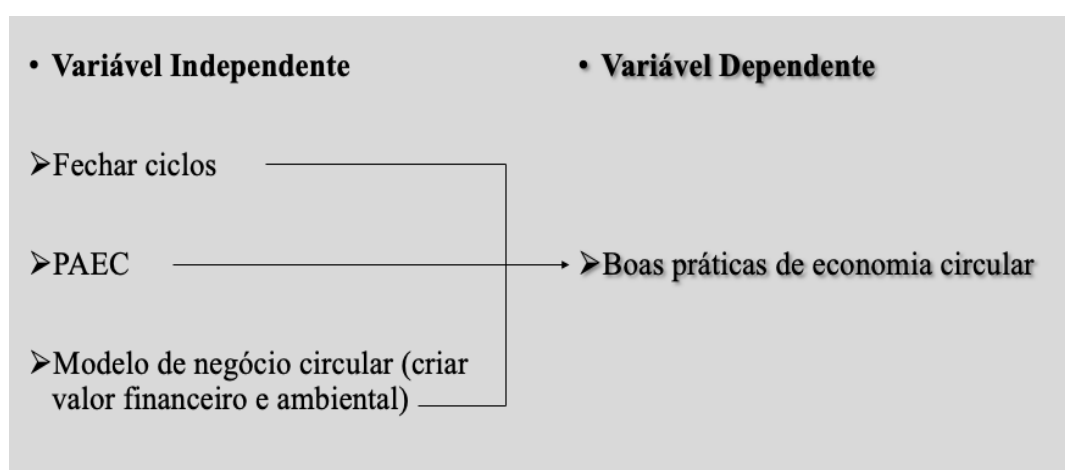 • Variável Independente
• Variável Dependente
➢Fechar ciclos
➢PAEC
➢Boas práticas de economia circular
➢Modelo de negócio circular (criar
valor financeiro e ambiental)